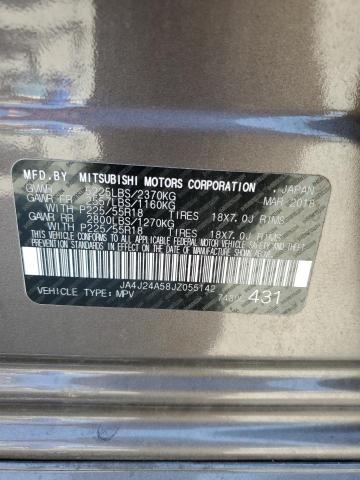 MFD.BY MITSUBISHI MOTORS CORPORATION , JAPAN
GVWR 5225LBS/2370KG MAR 2018
GAWR FR 2557LBS/1160KG
WITH P225/55R18 TIRES 18X7.0J RIMS
GAWR RR 2800LBS/1270KG
WITH P225/55R18 TIRES 18X7.0J RIMS
THIS VEHICLE CONFORMS TO ALL APPLICABLE U.S. FEDERAL MOTOR VEHICLE SAFETY, BUMPER, AND THEFT
PREVENTION STANDARDS IN EFFECT ON THE DATE OF MANUFACTURE SHOWN ABOVE.
JA4J24A58JZ055142
VEHICLE TYPE: MPV 431